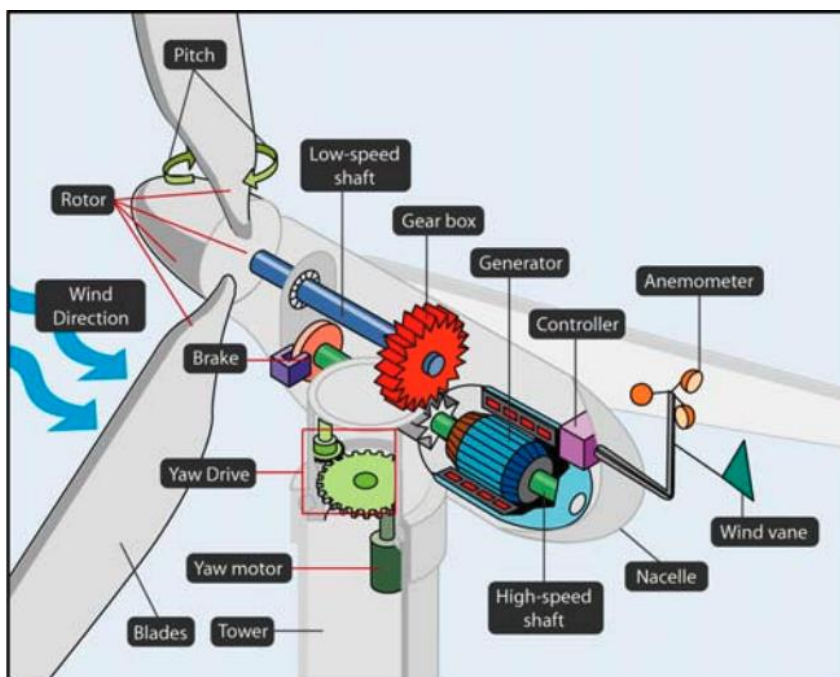 Pitch
Low-speed
shaft
Rotor
Gear box
Generator
Anemometer
Wind
Direction
Controller
Brake
Yaw Drive
Wind vane
Yaw motor
Nacelle
High-speed
shaft
Blades
Tower